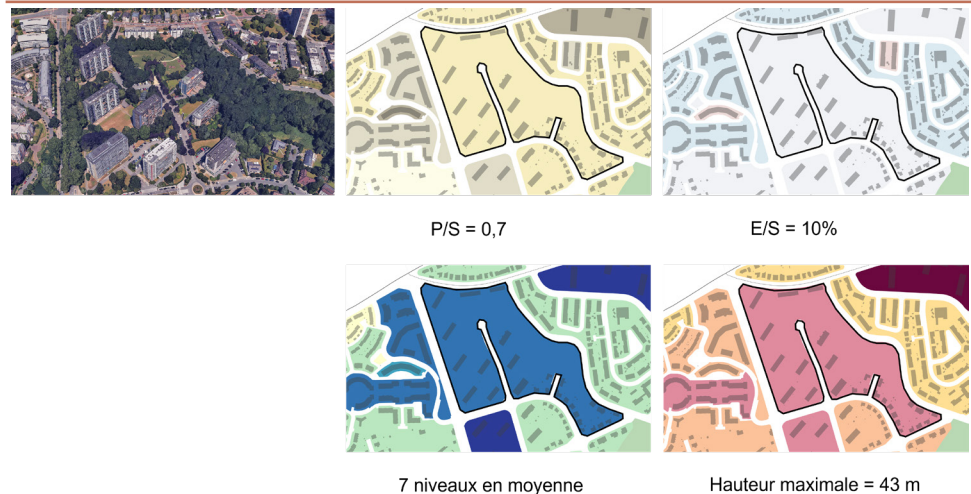 P/S = 0,7
E/S = 10%
7 niveaux en moyenne
Hauteur maximale = 43 m